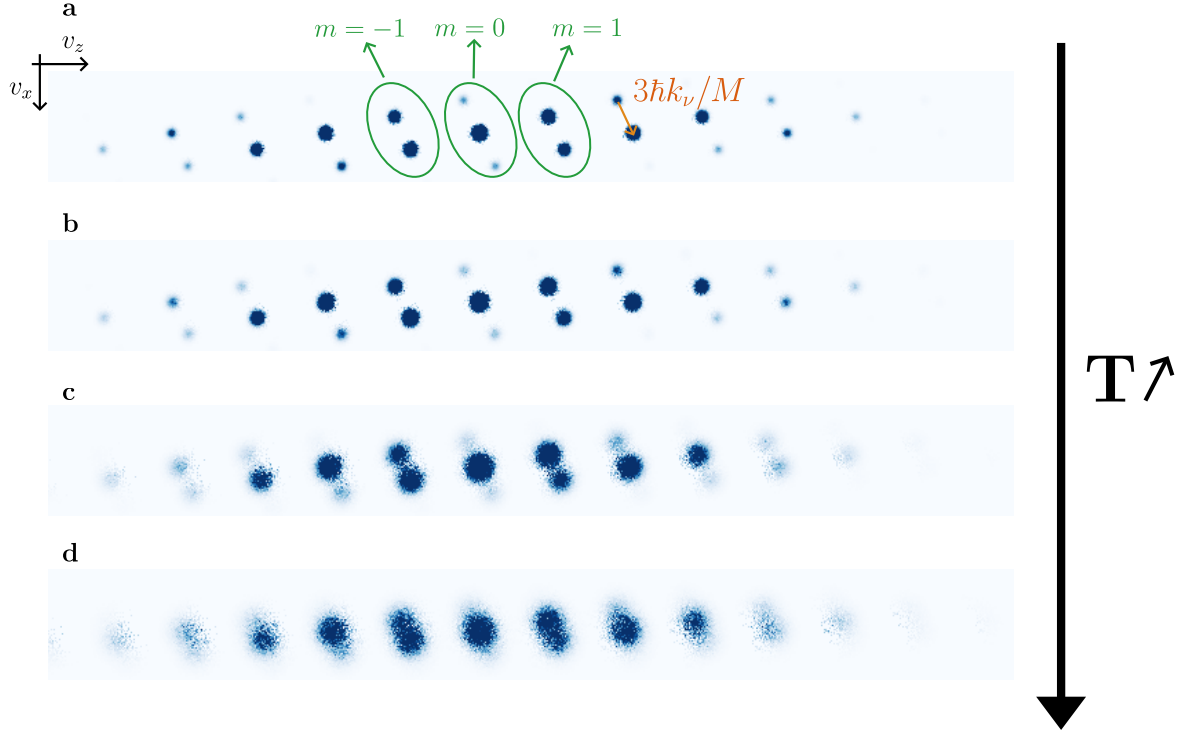 a
m = −1
m = 0
m = 1
v_z
v_x
3ħk_ν/M
b
T↗
c
d